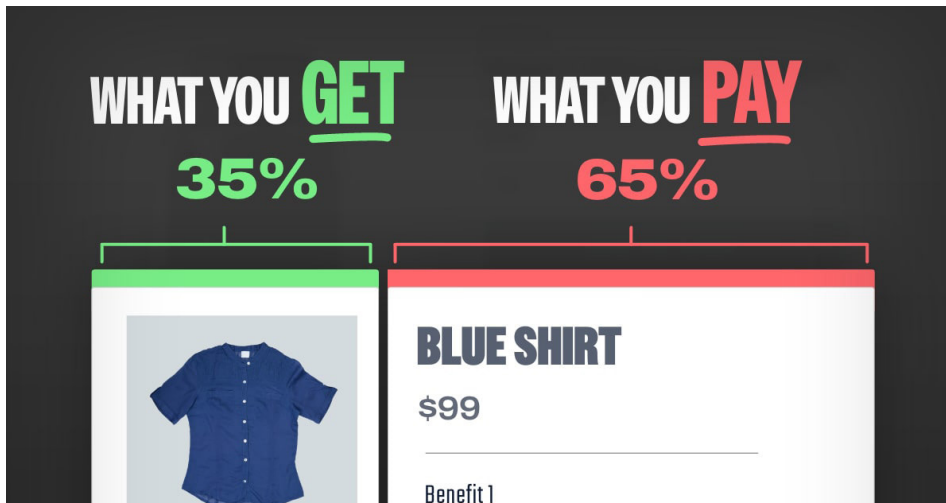 WHAT YOU GET
35%
WHAT YOU PAY
65%
BLUE SHIRT
$99
Benefit 1